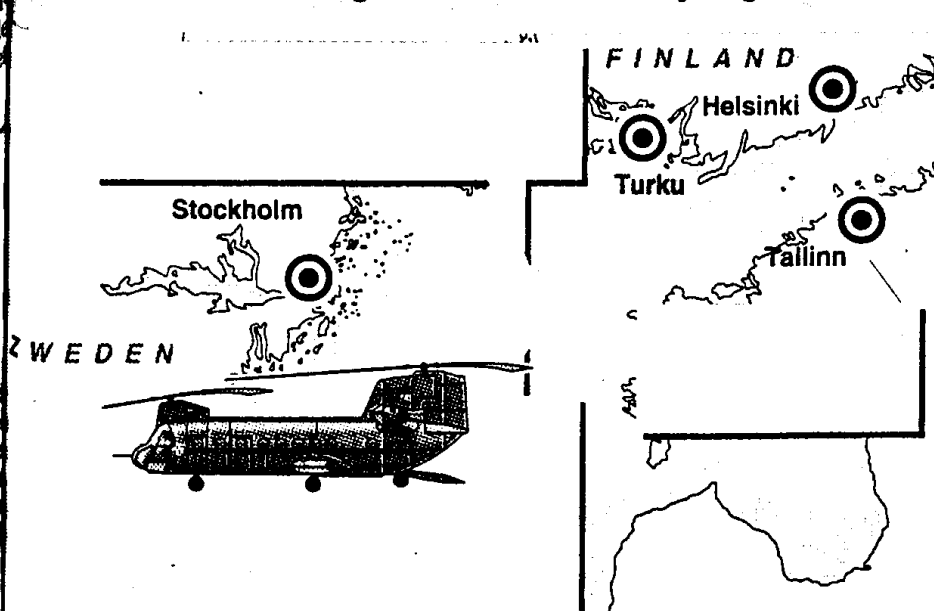 FINLAND
Helsinki
Turku
Stockholm
Tallinn
WEDEN